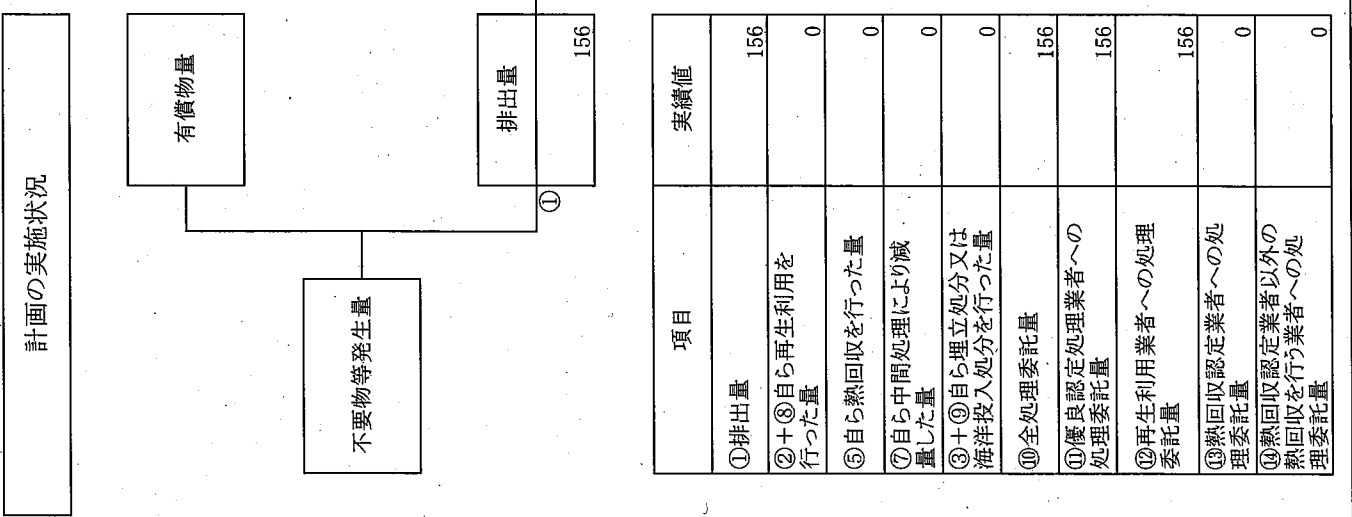 計画の実施状況
有償物量
不要物等発生量
排出量
①
156
項目
実績値
①排出量
156
②+⑧自ら再生利用を
行った量
0
⑤自ら熱回収を行った量
0
⑦自ら中間処理により減
量した量
0
③+⑨自ら埋立処分又は
海洋投入処分を行った量
0
⑩全処理委託量
156
⑪優良認定処理業者への
処理委託量
156
⑫再生利用業者への処理
委託量
156
⑬熱回収認定業者への処
理委託量
0
⑭熱回収認定業者以外の
熱回収を行う業者への処
理委託量
0